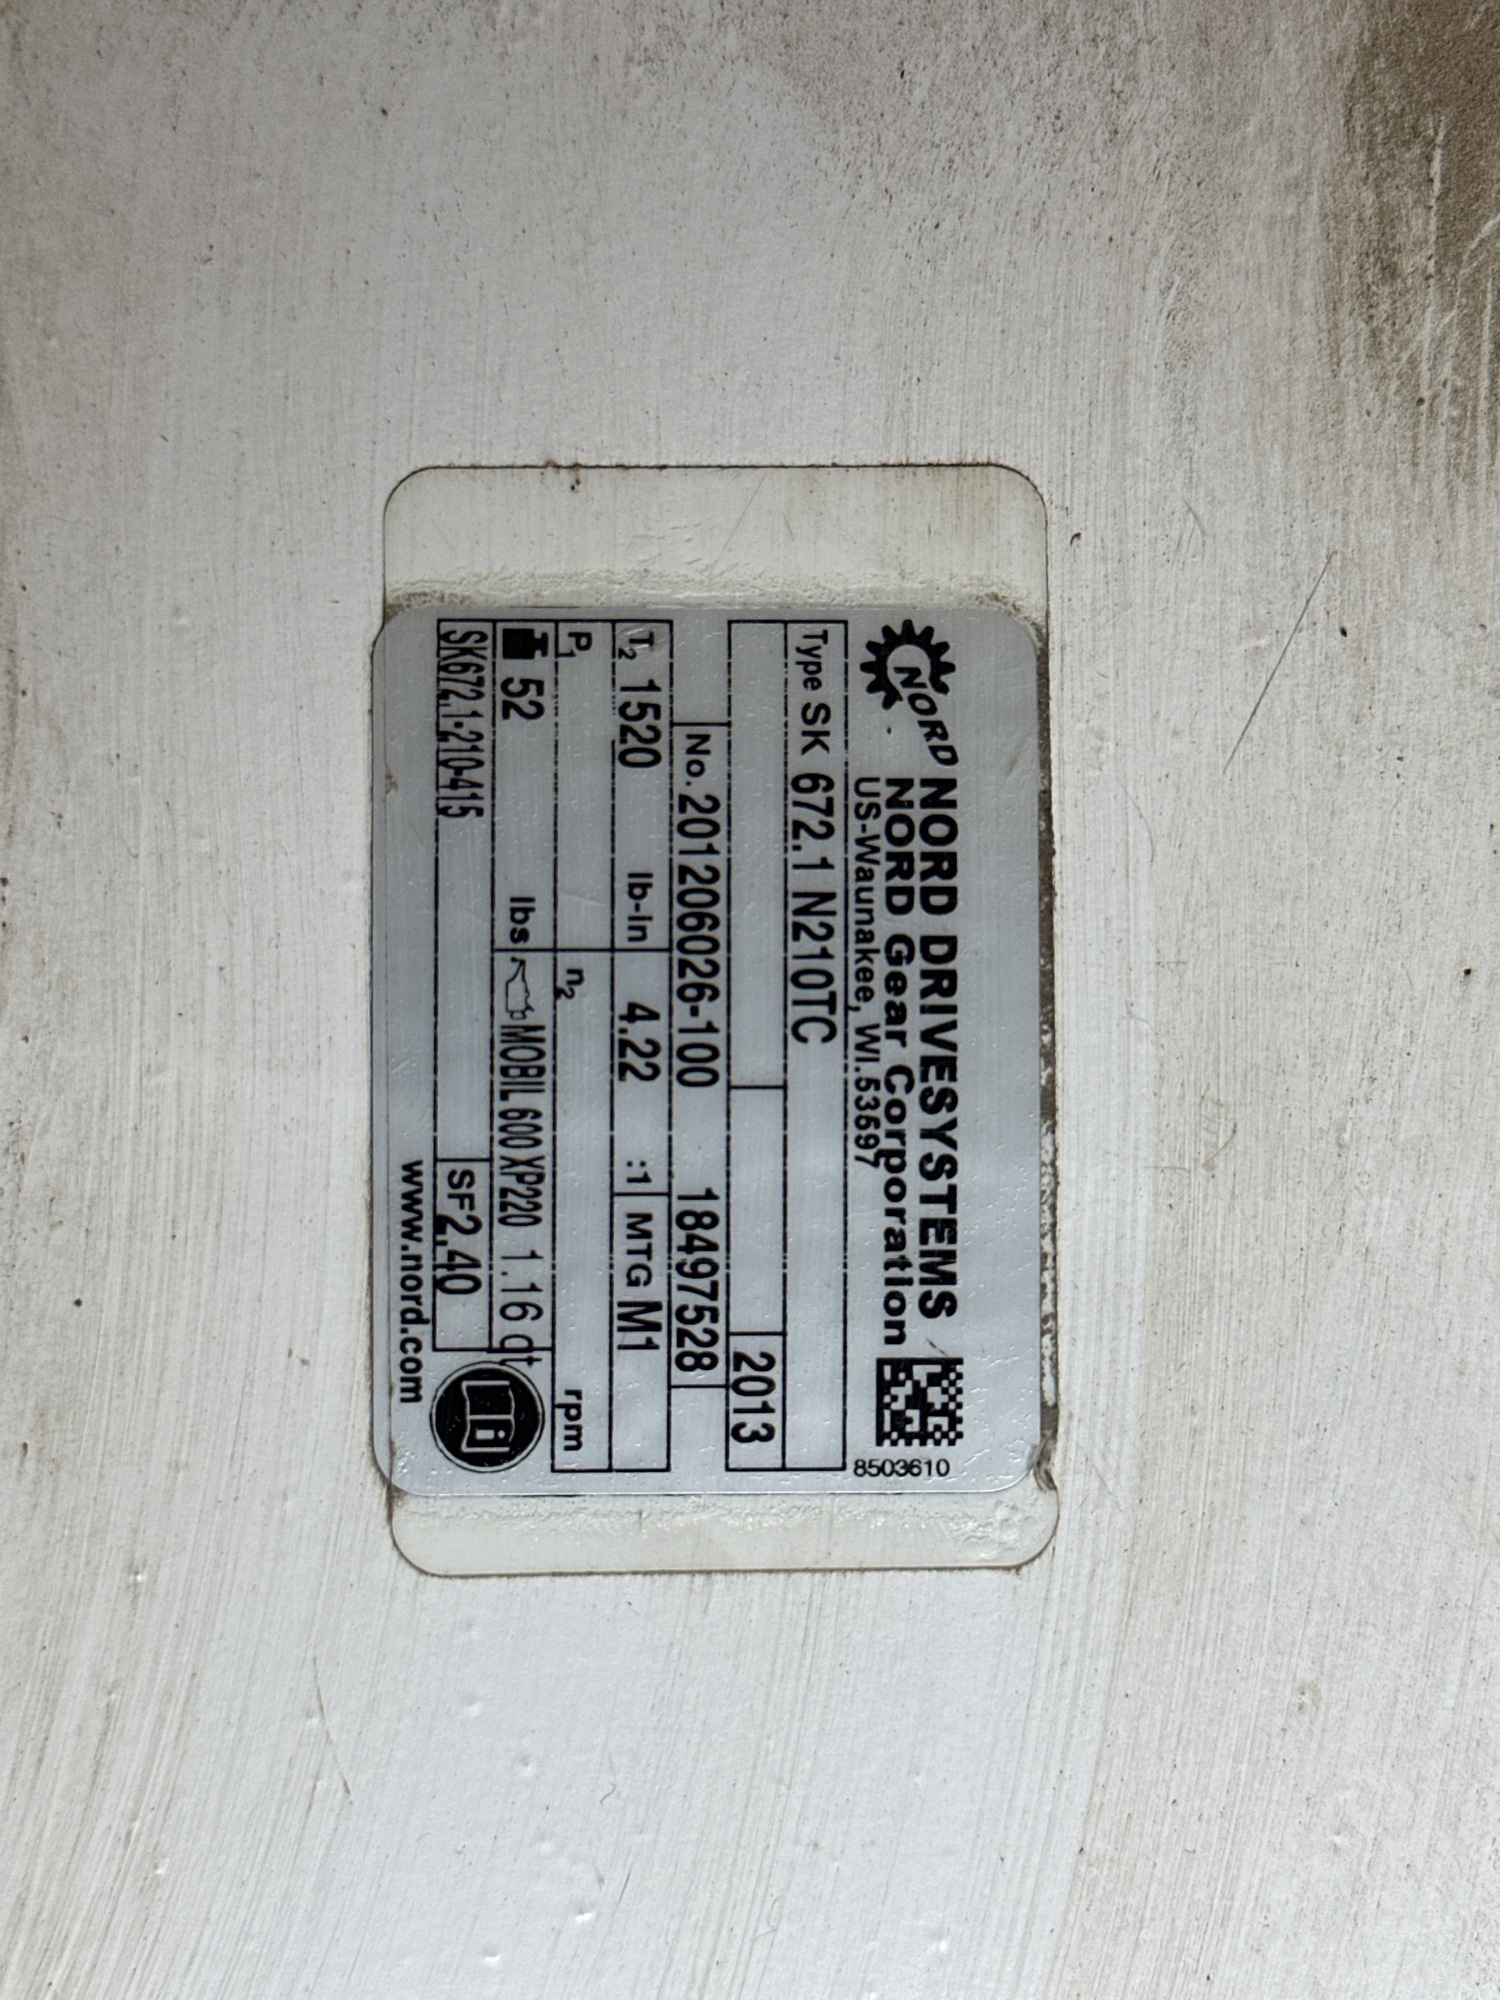 NORD
NORD DRIVESYSTEMS
NORD Gear Corporation
US-Waunakee, WI.53597
8503610
Type SK 672.1 N210TC
2013
No. 201206026-100 18497528
T2 1520 lb-in 4.22 :1 MTG M1
P1 n2 rpm
52 lbs MOBIL 600 XP220 1.16 qt
SK672.1-210-415 SF 2.40
www.nord.com